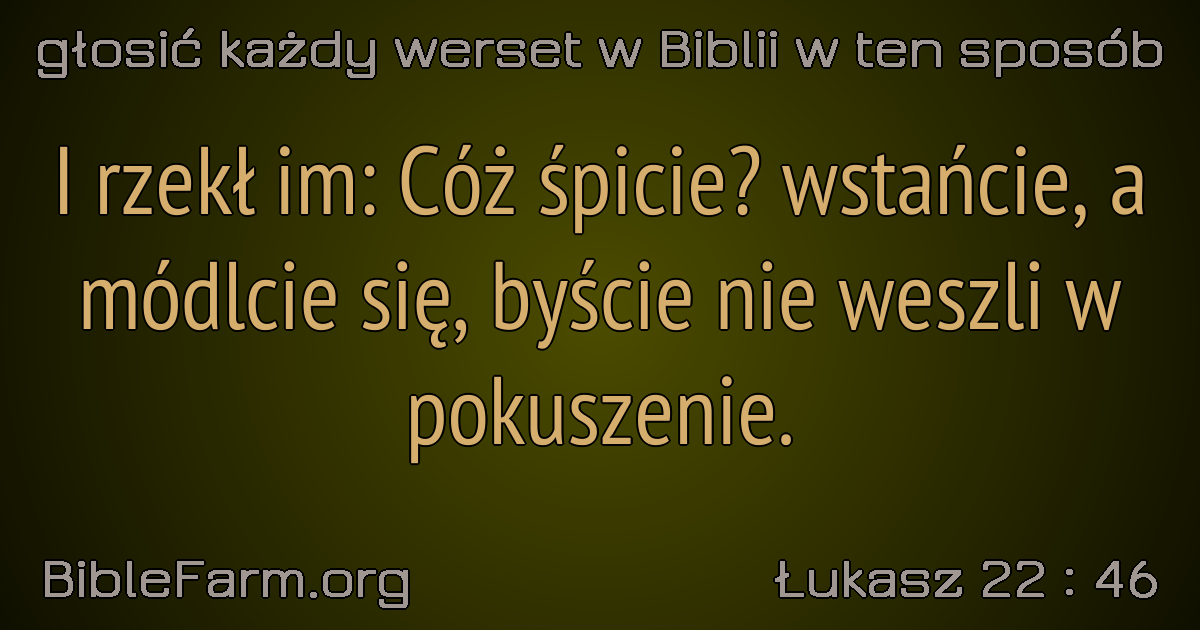 głosić każdy werset w Biblii w ten sposób
I rzekł im: Cóż śpicie? wstańcie, a
módlcie się, byście nie weszli w
pokuszenie.
BibleFarm.org
Łukasz 22 : 46